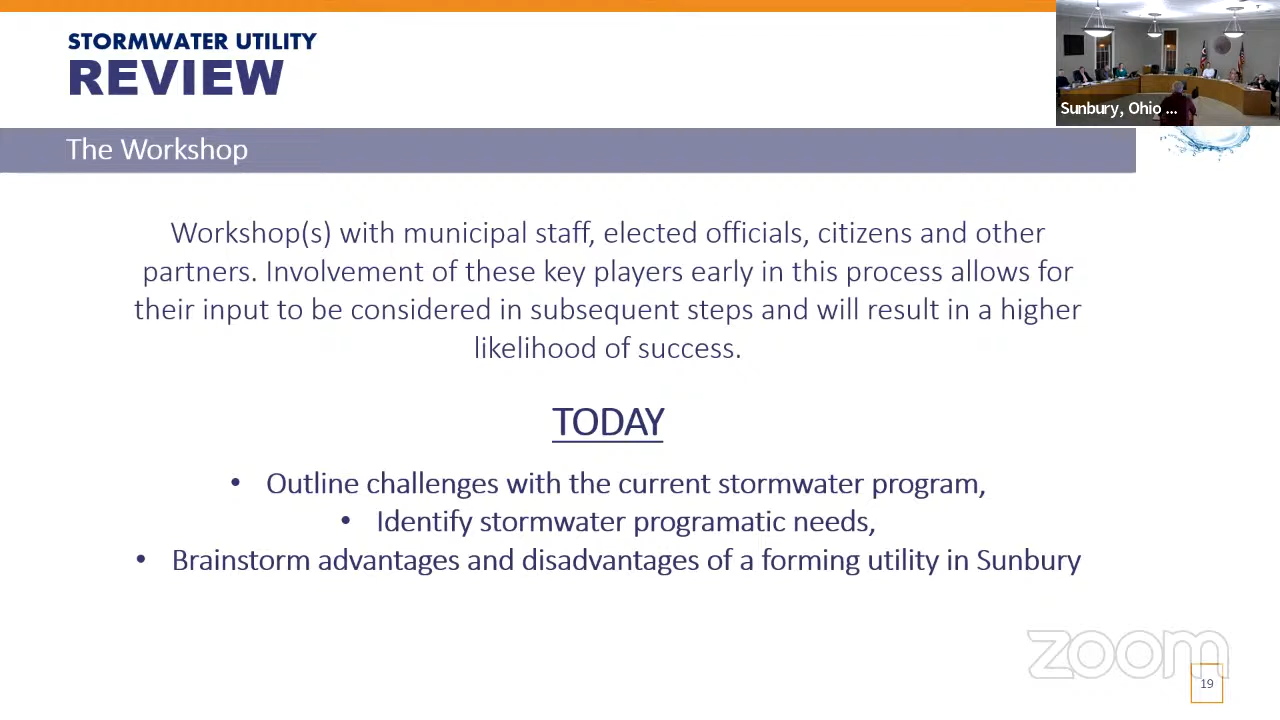 STORMWATER UTILITY
REVIEW
Sunbury, Ohio ...
The Workshop
Workshop(s) with municipal staff, elected officials, citizens and other
partners. Involvement of these key players early in this process allows for
their input to be considered in subsequent steps and will result in a higher
likelihood of success.
TODAY
• Outline challenges with the current stormwater program,
• Identify stormwater programatic needs,
• Brainstorm advantages and disadvantages of a forming utility in Sunbury
zoom
19